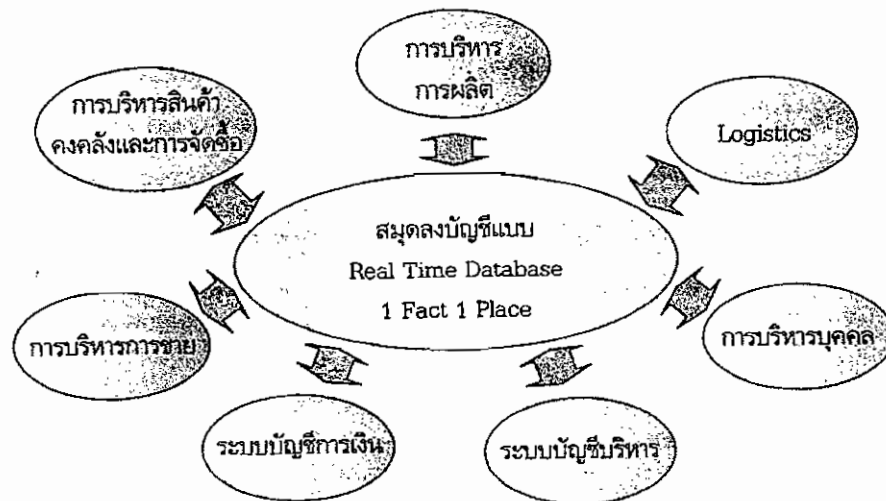 การบริหาร
การผลิต
การบริหารสินค้า
คงคลังและการจัดซื้อ
Logistics
สมุดลงบัญชีแบบ
Real Time Database
1 Fact 1 Place
การบริหารการขาย
การบริหารบุคคล
ระบบบัญชีการเงิน
ระบบบัญชีบริหาร